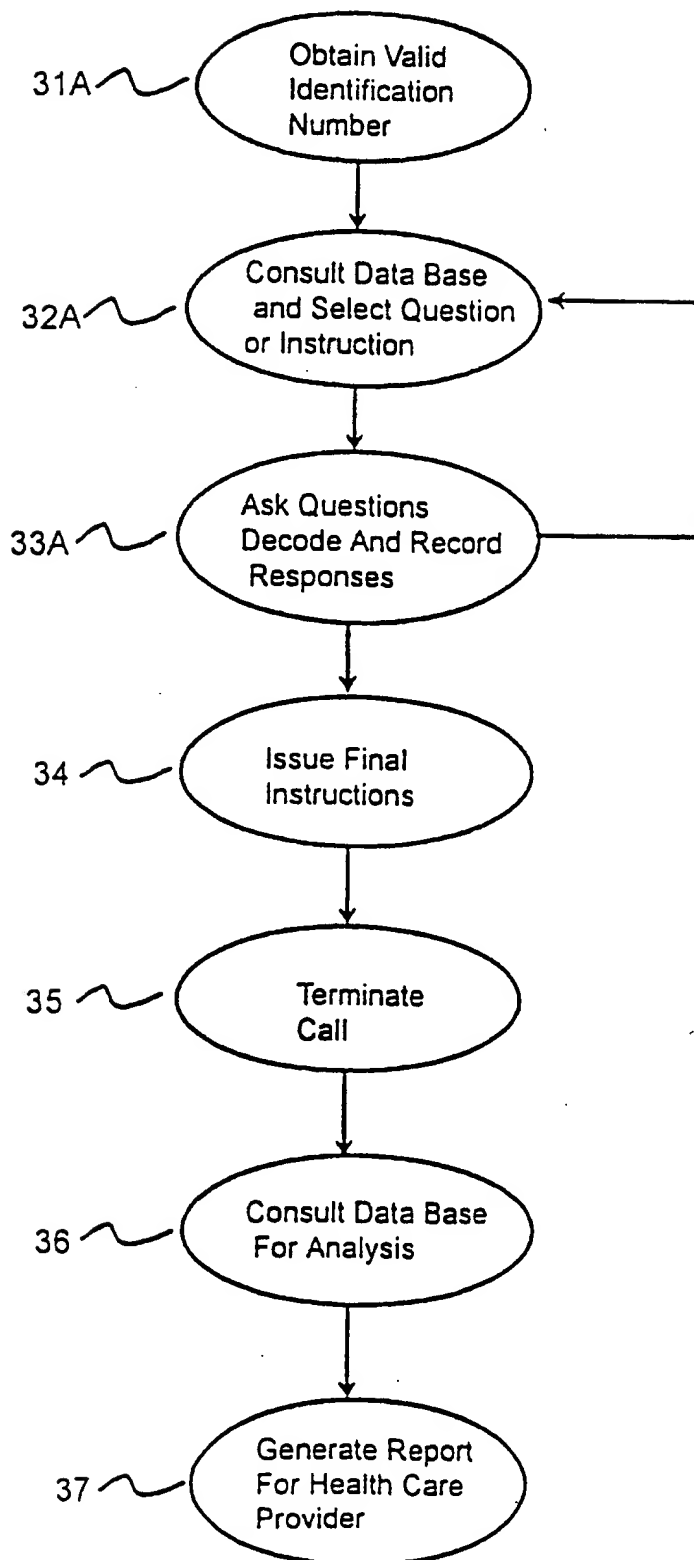 31A
Obtain Valid
Identification
Number
32A
Consult Data Base
and Select Question
or Instruction
33A
Ask Questions
Decode And Record
Responses
34
Issue Final
Instructions
35
Terminate
Call
36
Consult Data Base
For Analysis
37
Generate Report
For Health Care
Provider